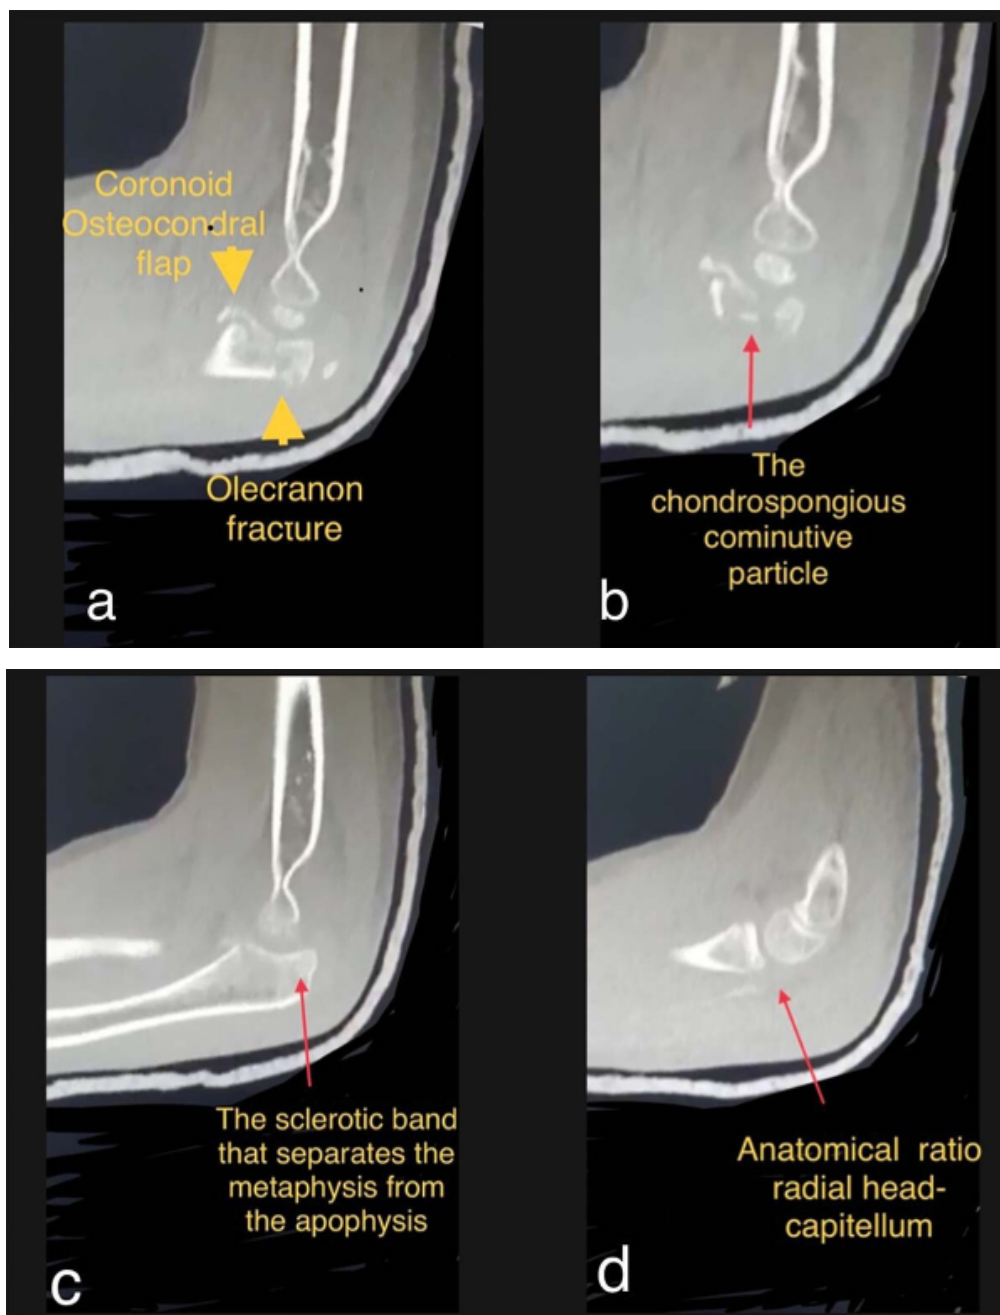 Coronoid
Osteocondral
flap
Olecranon
fracture
a
The
chondrospongious
cominutive
particle
b
The sclerotic band
that separates the
metaphysis from
the apophysis
c
Anatomical ratio
radial head-
capitellum
d